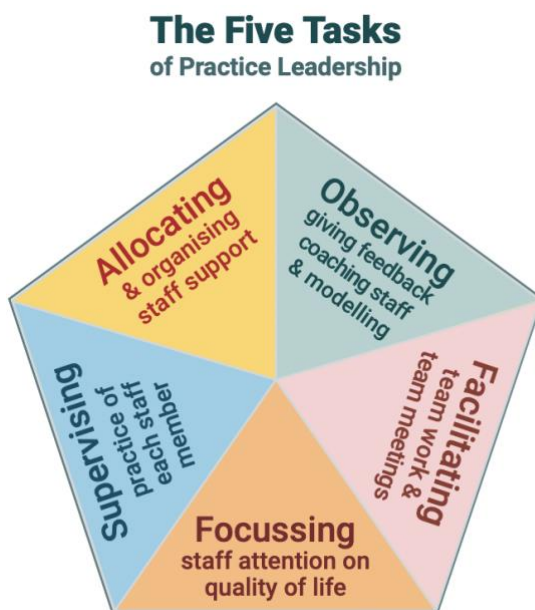 The Five Tasks
of Practice Leadership
Allocating
& organising
staff support
Observing
giving feedback
coaching staff
& modelling
Supervising
practice of
each staff
member
Facilitating
team work &
team meetings
Focussing
staff attention on
quality of life